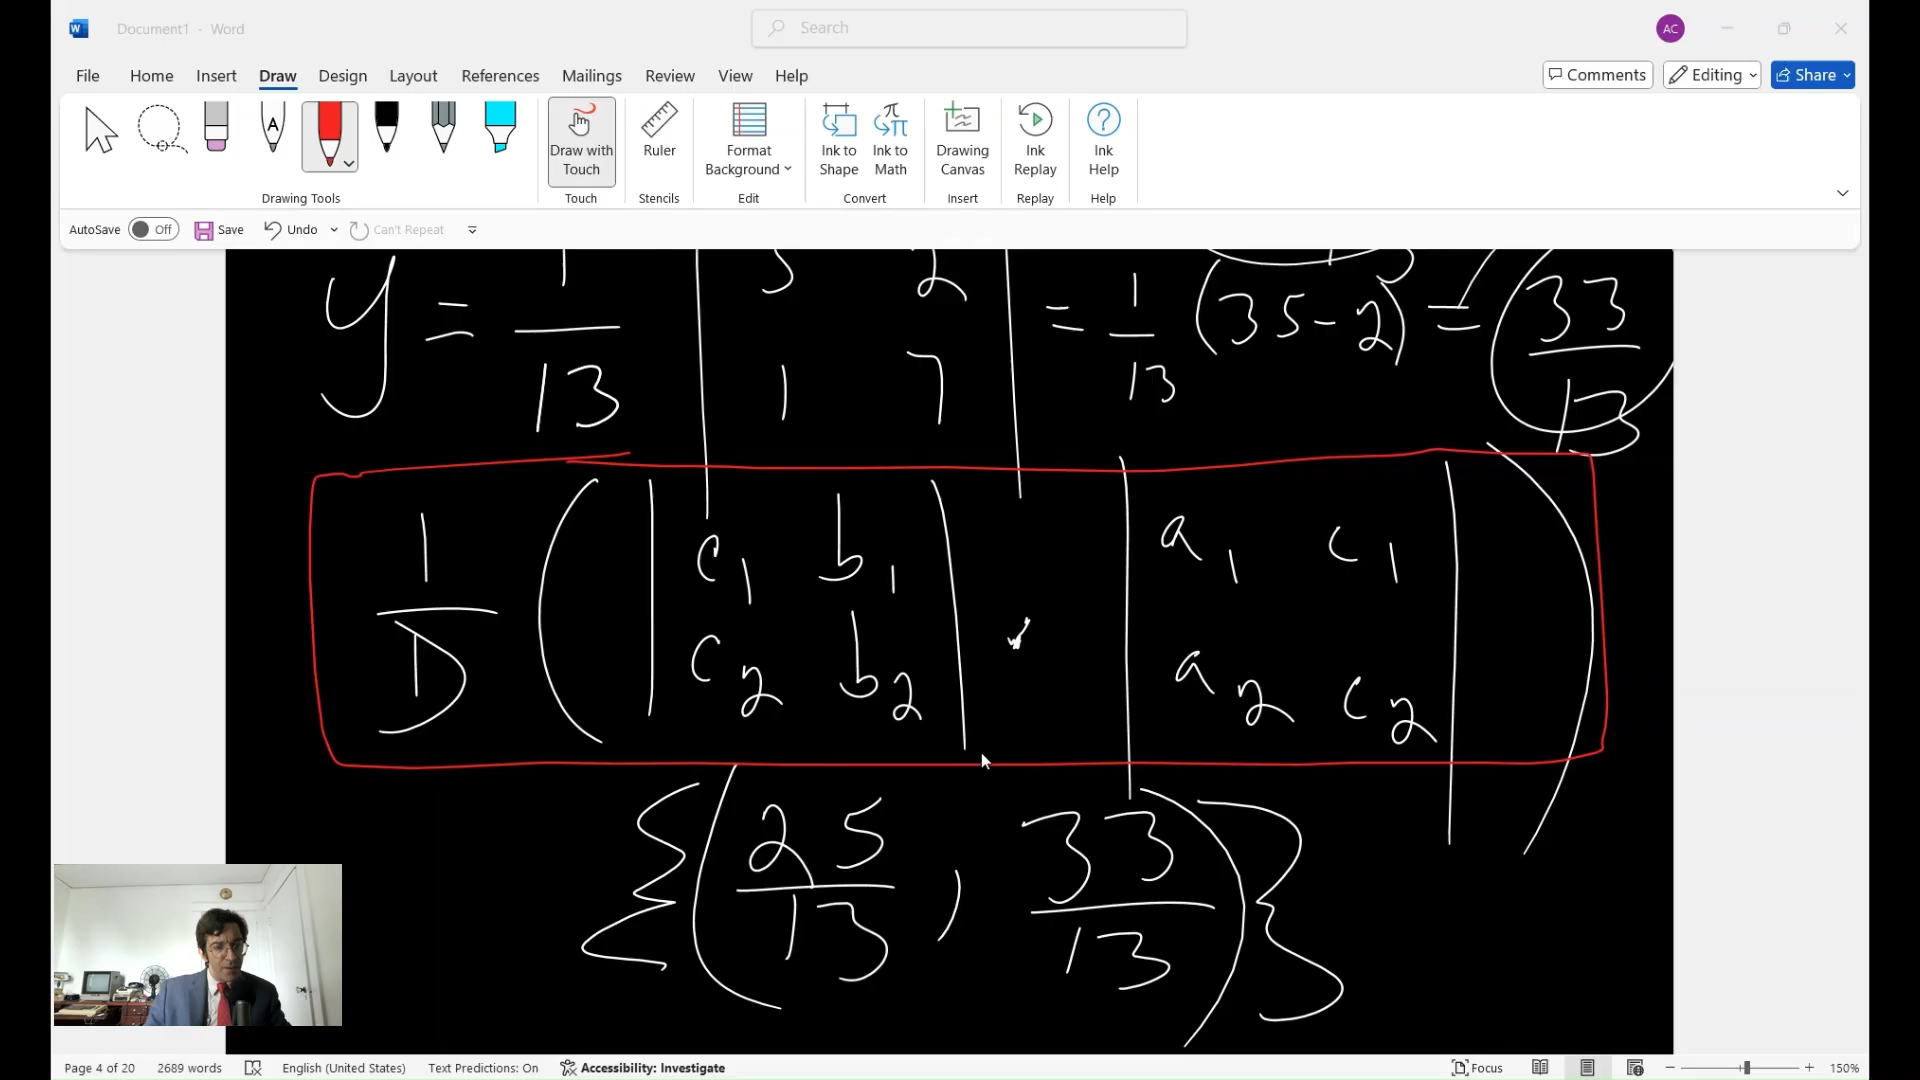 Document1 - Word
Search
AC
File Home Insert Draw Design Layout References Mailings Review View Help
Comments Editing Share
Draw with Touch
Ruler
Format Background
Ink to Shape
Ink to Math
Drawing Canvas
Ink Replay
Ink Help
Drawing Tools Touch Stencils Edit Convert Insert Replay Help
AutoSave Off Save Undo Can't Repeat
y = 1/13 | 5 2 | = 1/13 (35-2) = 33/13
| 1 7 |
1/D ( | c1 b1 | , | a1 c1 | )
| c2 b2 | | a2 c2 |
{ ( 25/13 , 33/13 ) }
Page 4 of 20 2689 words English (United States) Text Predictions: On Accessibility: Investigate Focus 150%